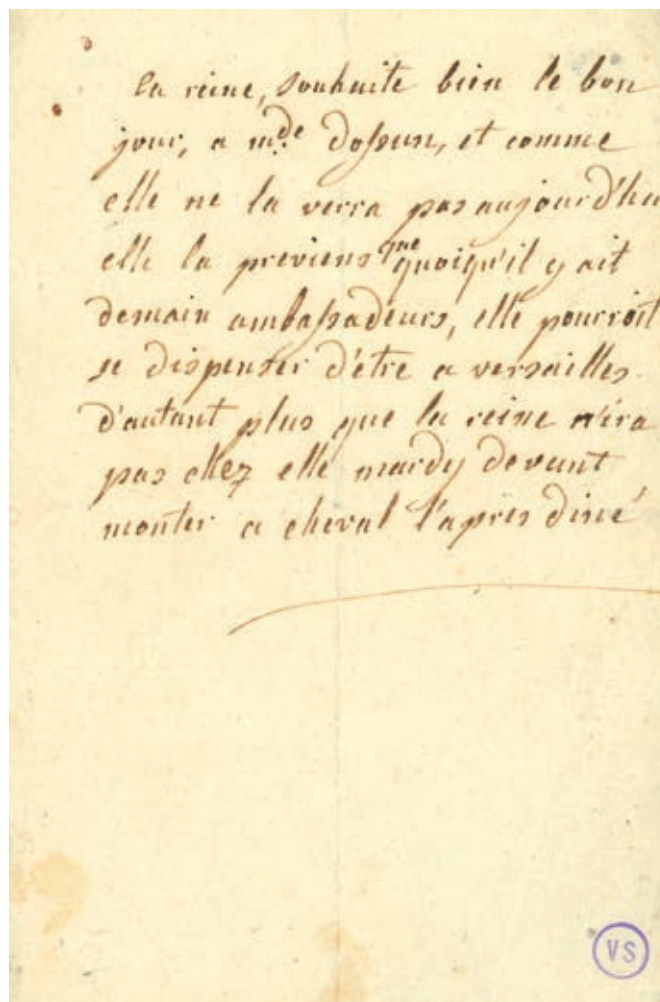 la reine, souhaite bien le bon
jour, a mde dossun, et comme
elle ne la verra pas aujourd'hu
elle la previens que quoiqu'il y ait
demain ambassadeurs, elle pourroit
se dispenser d'être a versailles
d'autant plus que la reine n'ira
pas chez elle mardy devant
monter a cheval l'après diné
VS